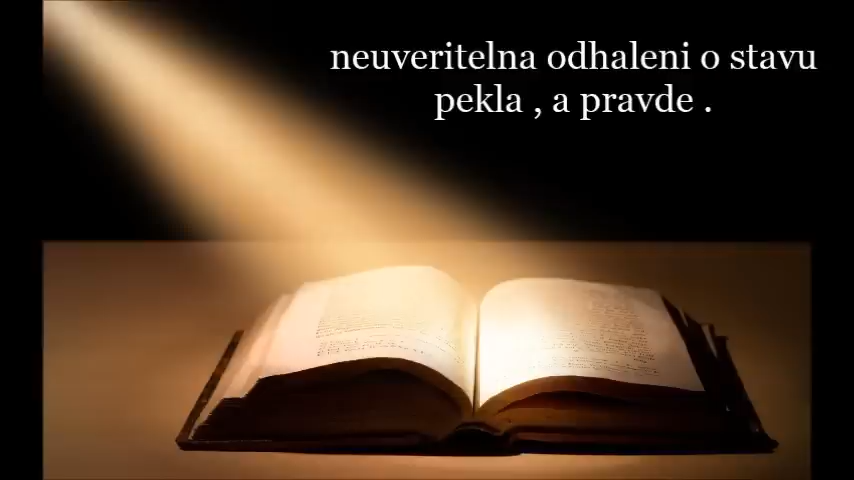 neuveritelna odhaleni o stavu
pekla , a pravde .